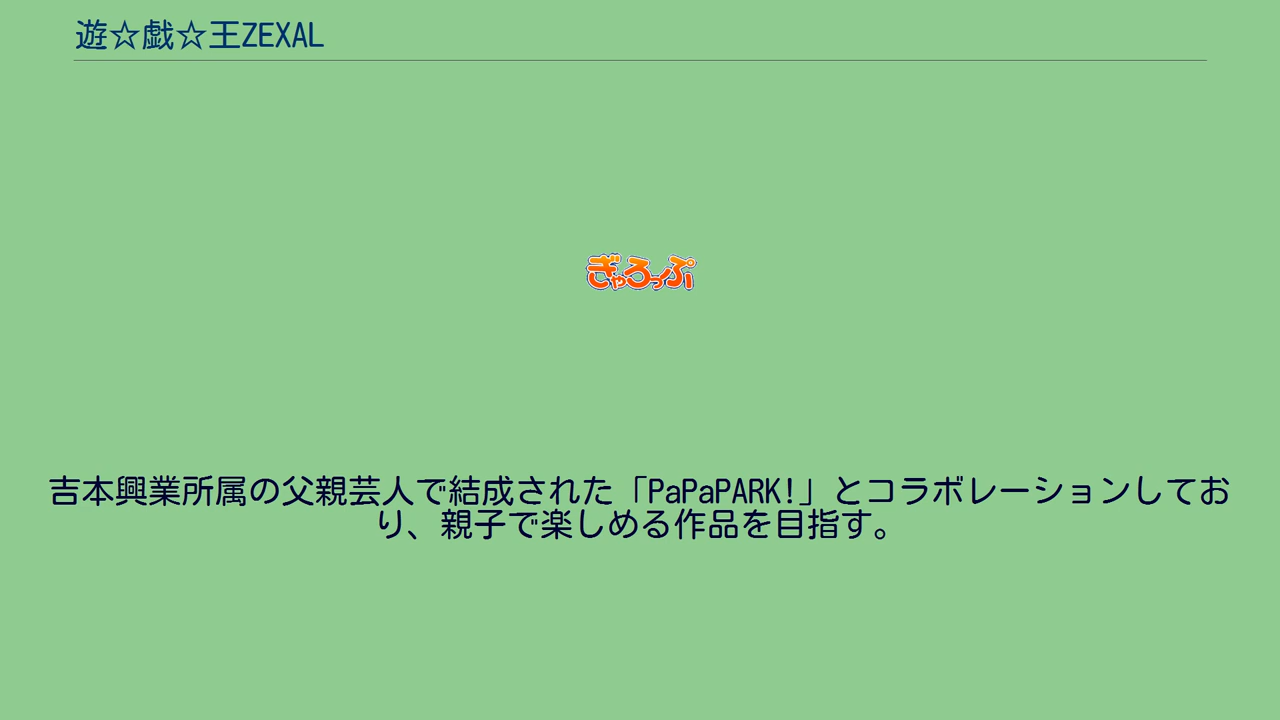 遊☆戯☆王ZEXAL
ぎゃろっぷ
吉本興業所属の父親芸人で結成された「PaPaPARK!」とコラボレーションしてお
り、親子で楽しめる作品を目指す。